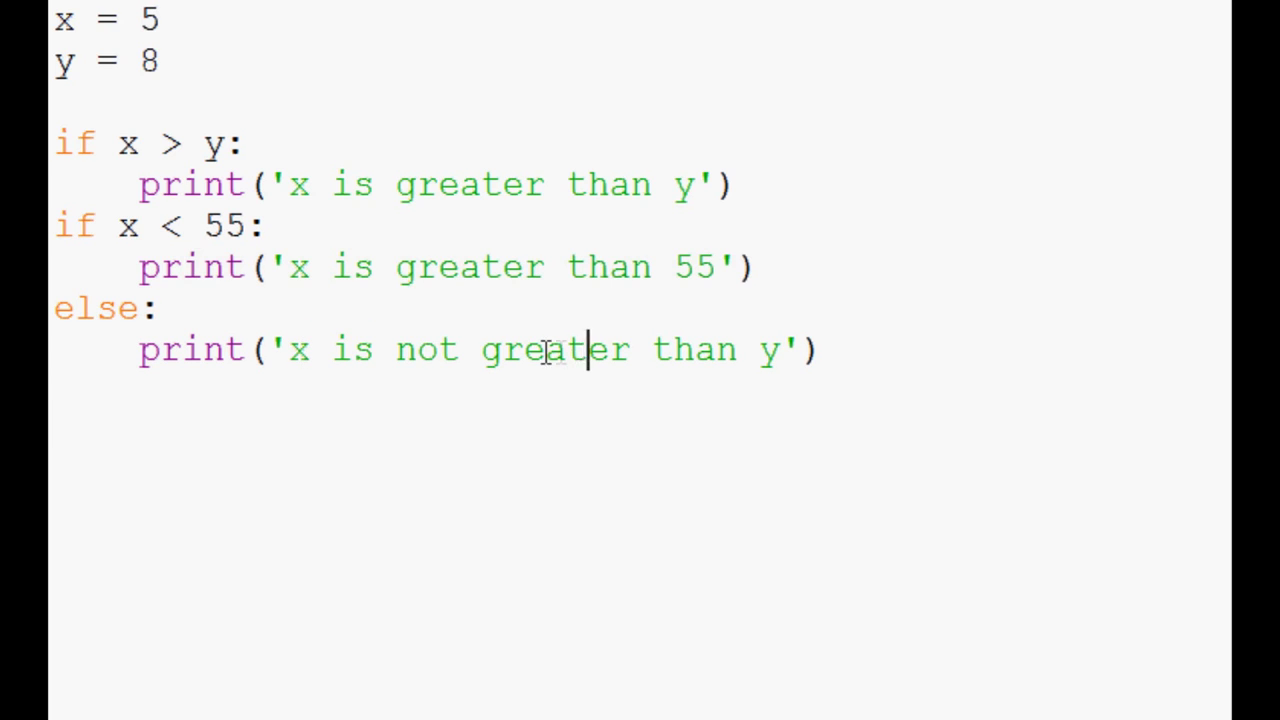 x = 5
y = 8
if x > y:
    print('x is greater than y')
if x < 55:
    print('x is greater than 55')
else:
    print('x is not greater than y')